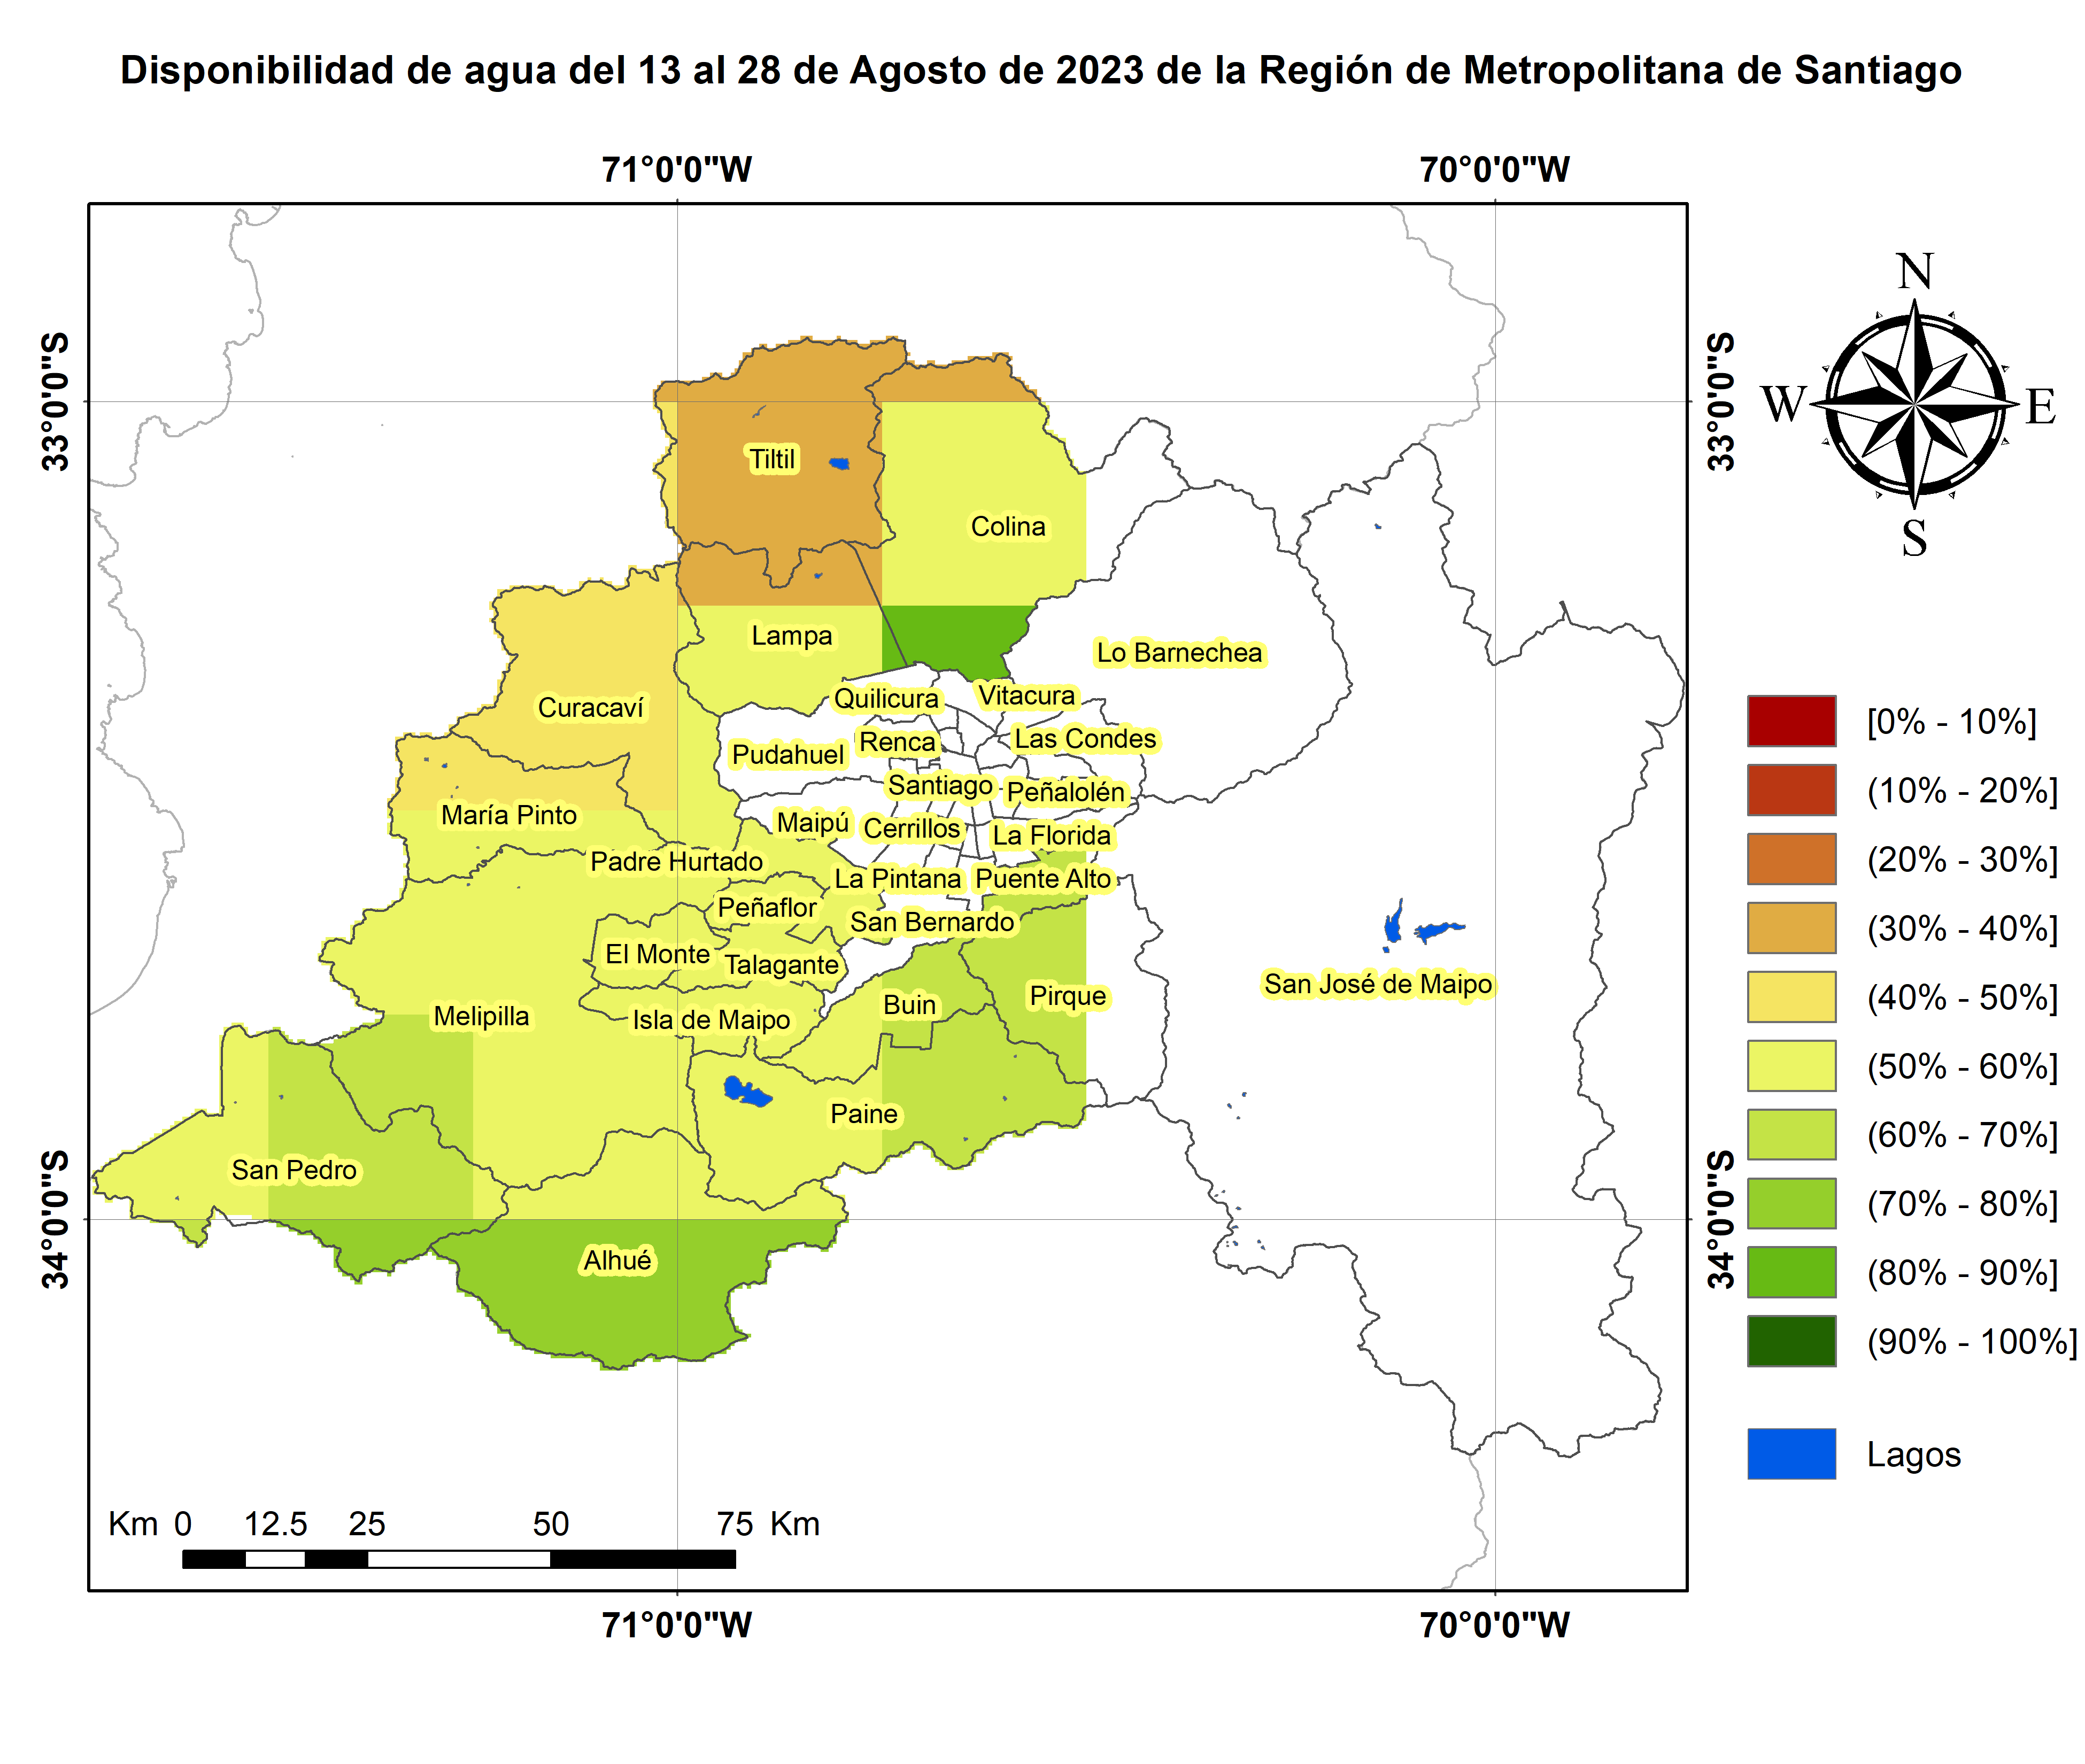 Disponibilidad de agua del 13 al 28 de Agosto de 2023 de la Región de Metropolitana de Santiago
71°0'0"W
70°0'0"W
33°0'0"S
33°0'0"S
N
W
E
S
Tiltil
Colina
Lampa
Lo Barnechea
Quilicura
Vitacura
Curacaví
Pudahuel
Renca
Las Condes
Santiago
Peñalolén
María Pinto
Maipú
Cerrillos
La Florida
Padre Hurtado
La Pintana
Puente Alto
Peñaflor
San Bernardo
El Monte
Talagante
Buin
Pirque
San José de Maipo
Melipilla
Isla de Maipo
Paine
San Pedro
Alhué
34°0'0"S
34°0'0"S
[0% - 10%]
(10% - 20%]
(20% - 30%]
(30% - 40%]
(40% - 50%]
(50% - 60%]
(60% - 70%]
(70% - 80%]
(80% - 90%]
(90% - 100%]
Lagos
Km 0 12.5 25 50 75 Km
71°0'0"W
70°0'0"W